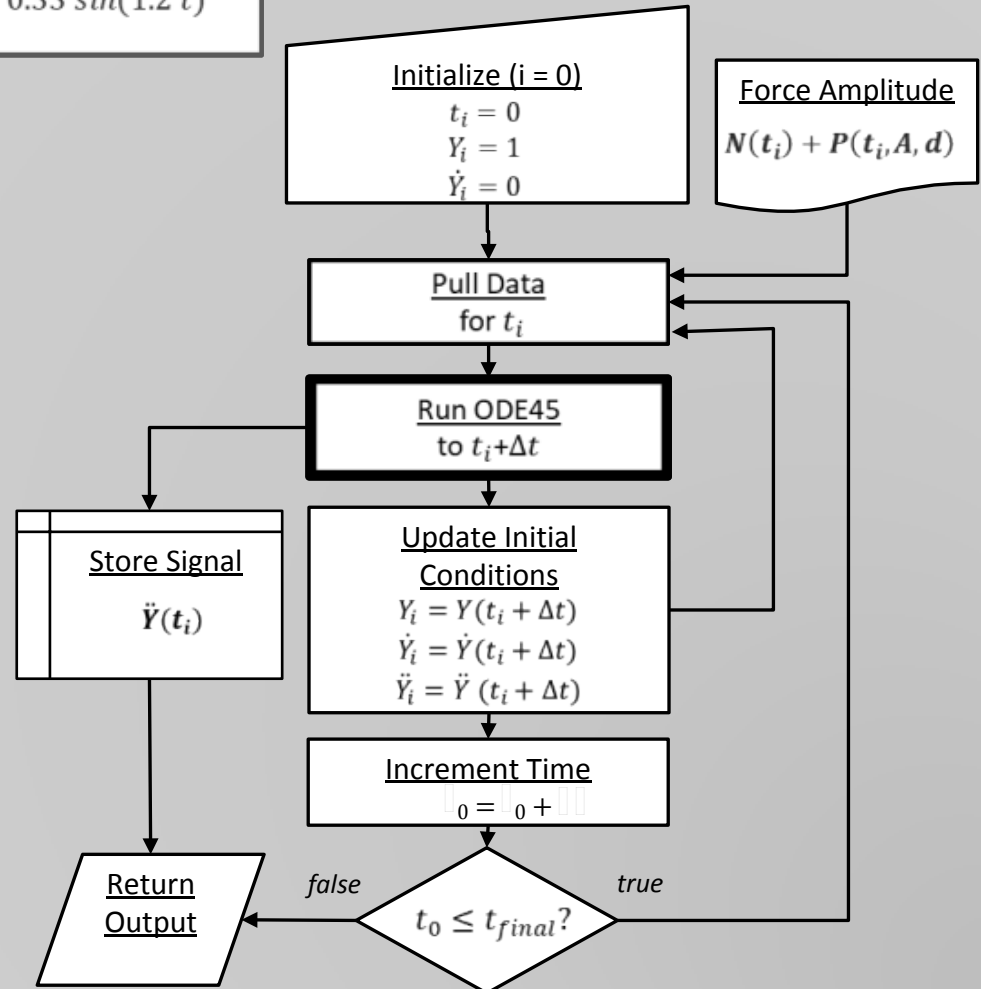 sin(1.2 t)
Initialize (i = 0)
t_i = 0
Y_i = 1
Ẏ_i = 0
Force Amplitude
N(t_i) + P(t_i, A, d)
Pull Data
for t_i
Run ODE45
to t_i+Δt
Store Signal
Ÿ(t_i)
Update Initial
Conditions
Y_i = Y(t_i + Δt)
Ẏ_i = Ẏ(t_i + Δt)
Ÿ_i = Ÿ (t_i + Δt)
Increment Time
▯₀ = ▯₀ + ▯▯
Return
Output
false
true
t_0 ≤ t_final?